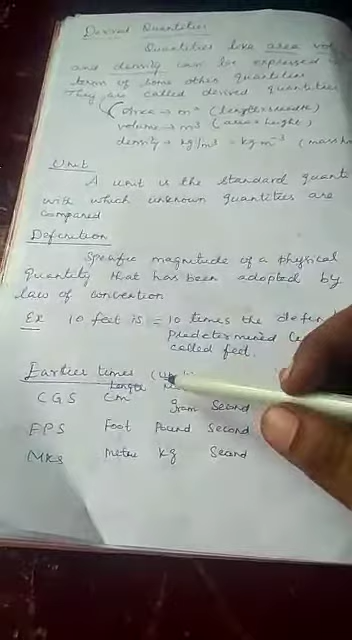 Derived Quantities
Quantities like area vol
and density can be expressed
term of some other quantities
They are called derived quantities
area → m² (length×breadth)
volume → m³ (area×height)
density → kg/m³ = kg m⁻³ (mass
Unit
A unit is the standard quant
with which unknown quantities are
compared
Definition
Specific magnitude of a physical
quantity that has been adopted by
law of convention
Ex 10 feet is = 10 times the
predetermined
called feet.
Earlier times
Length
CGS Cm gram Second
FPS Foot Pound Second
MKS Metre kg Second